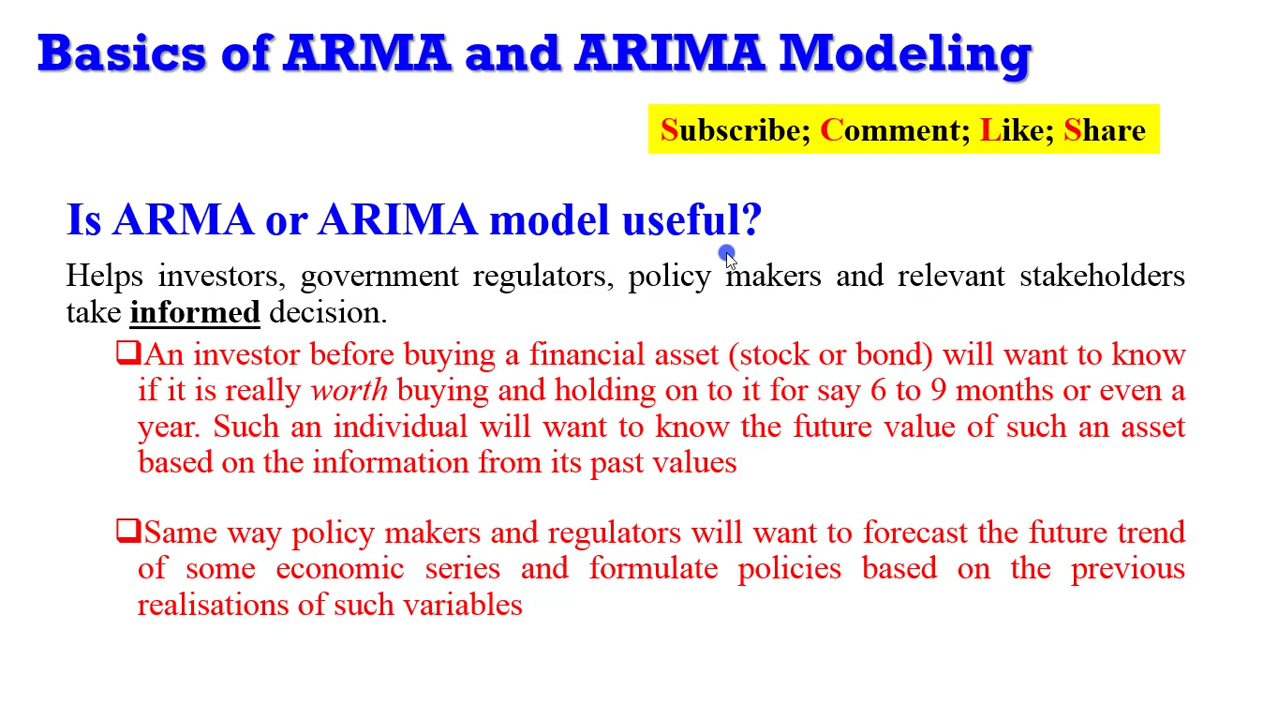 Basics of ARMA and ARIMA Modeling
Subscribe; Comment; Like; Share
Is ARMA or ARIMA model useful?
Helps investors, government regulators, policy makers and relevant stakeholders
take informed decision.
❑An investor before buying a financial asset (stock or bond) will want to know
if it is really worth buying and holding on to it for say 6 to 9 months or even a
year. Such an individual will want to know the future value of such an asset
based on the information from its past values
❑Same way policy makers and regulators will want to forecast the future trend
of some economic series and formulate policies based on the previous
realisations of such variables